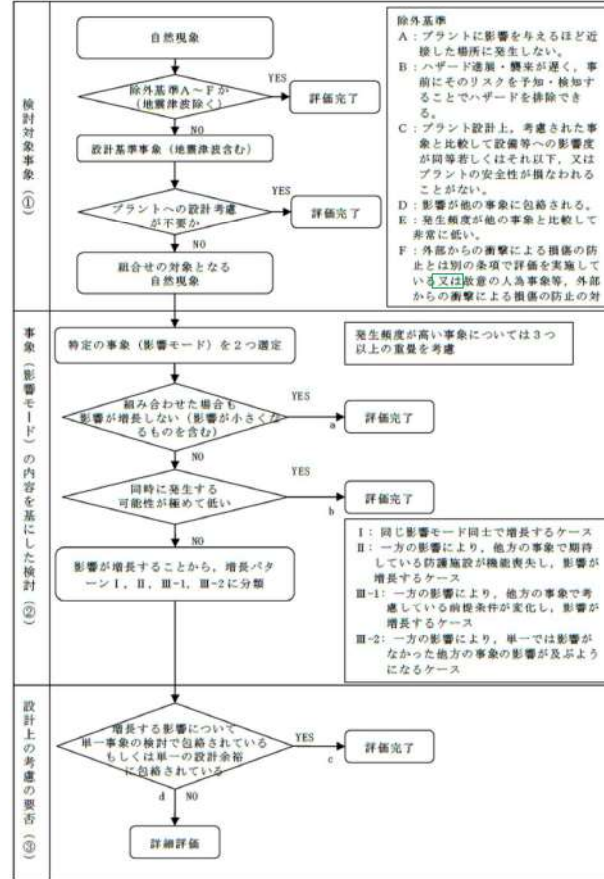 検討対象事象(①)
自然現象
除外基準A～Fか
(地震津波除く)
YES
評価完了
NO
設計基準事象(地震津波含む)
プラントへの設計考慮
が不要か
YES
評価完了
NO
組合せの対象となる
自然現象
除外基準
A:プラントに影響を与えるほど近
接した場所に発生しない。
B:ハザード進展・襲来が遅く,事
前にそのリスクを予知・検知す
ることでハザードを排除でき
る。
C:プラント設計上,考慮された事
象と比較して設備等への影響度
が同等若しくはそれ以下,又は
プラントの安全性が損なわれる
ことがない。
D:影響が他の事象に包絡される。
E:発生頻度が他の事象と比較して
非常に低い。
F:外部からの衝撃による損傷の防
止とは別の条項で評価を実施して
いる又は故意の人為事象等,外部
からの衝撃による損傷の防止の対
事象(影響モード)の内容を基にした検討(②)
特定の事象(影響モード)を2つ選定
発生頻度が高い事象については3つ
以上の重畳を考慮
組み合わせた場合も
影響が増長しない(影響が小さくな
るものを含む)
YES
a
評価完了
NO
同時に発生する
可能性が極めて低い
YES
b
評価完了
NO
影響が増長することから,増長パタ
ーンⅠ,Ⅱ,Ⅲ-1,Ⅲ-2に分類
Ⅰ:同じ影響モード同士で増長するケース
Ⅱ:一方の影響により,他方の事象で期待
している防護施設が機能喪失し,影響が
増長するケース
Ⅲ-1:一方の影響により,他方の事象で考
慮している前提条件が変化し,影響が
増長するケース
Ⅲ-2:一方の影響により,単一では影響が
なかった他方の事象の影響が及ぶよう
になるケース
設計上の考慮の要否(③)
増長する影響について
単一事象の検討で包絡されている
もしくは単一の設計余裕
に包絡されている
YES
c
評価完了
d NO
詳細評価